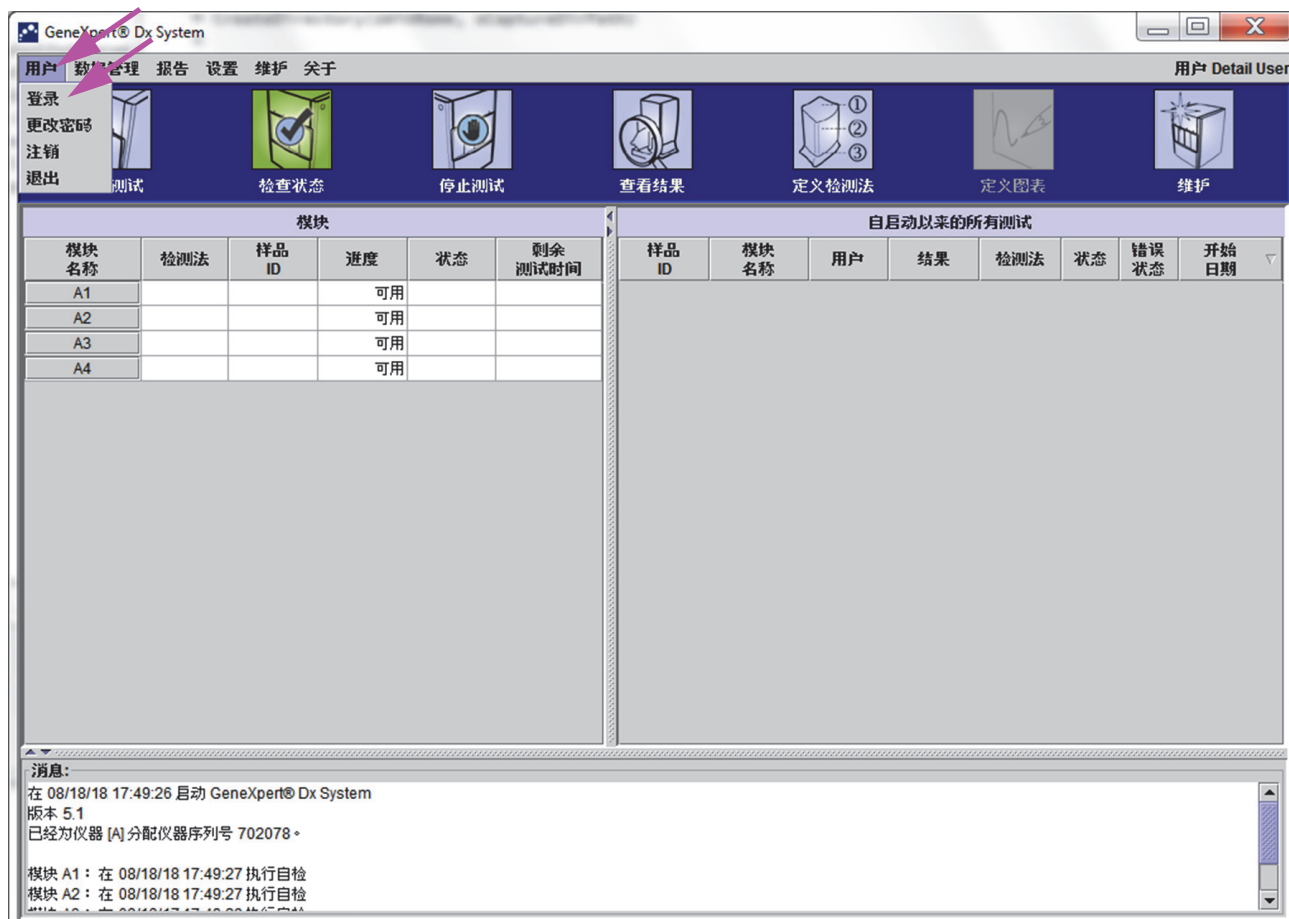 GeneXpert® Dx System
用户 数据管理 报告 设置 维护 关于
用户 Detail User
登录
更改密码
注销
退出
测试
检查状态
停止测试
查看结果
定义检测法
定义图表
维护
模块
模块名称 检测法 样品ID 进度 状态 剩余测试时间
A1 可用
A2 可用
A3 可用
A4 可用
自启动以来的所有测试
样品ID 模块名称 用户 结果 检测法 状态 错误状态 开始日期
消息:
在 08/18/18 17:49:26 启动 GeneXpert® Dx System
版本 5.1
已经为仪器 [A] 分配仪器序列号 702078。
模块 A1：在 08/18/18 17:49:27 执行自检
模块 A2：在 08/18/18 17:49:27 执行自检